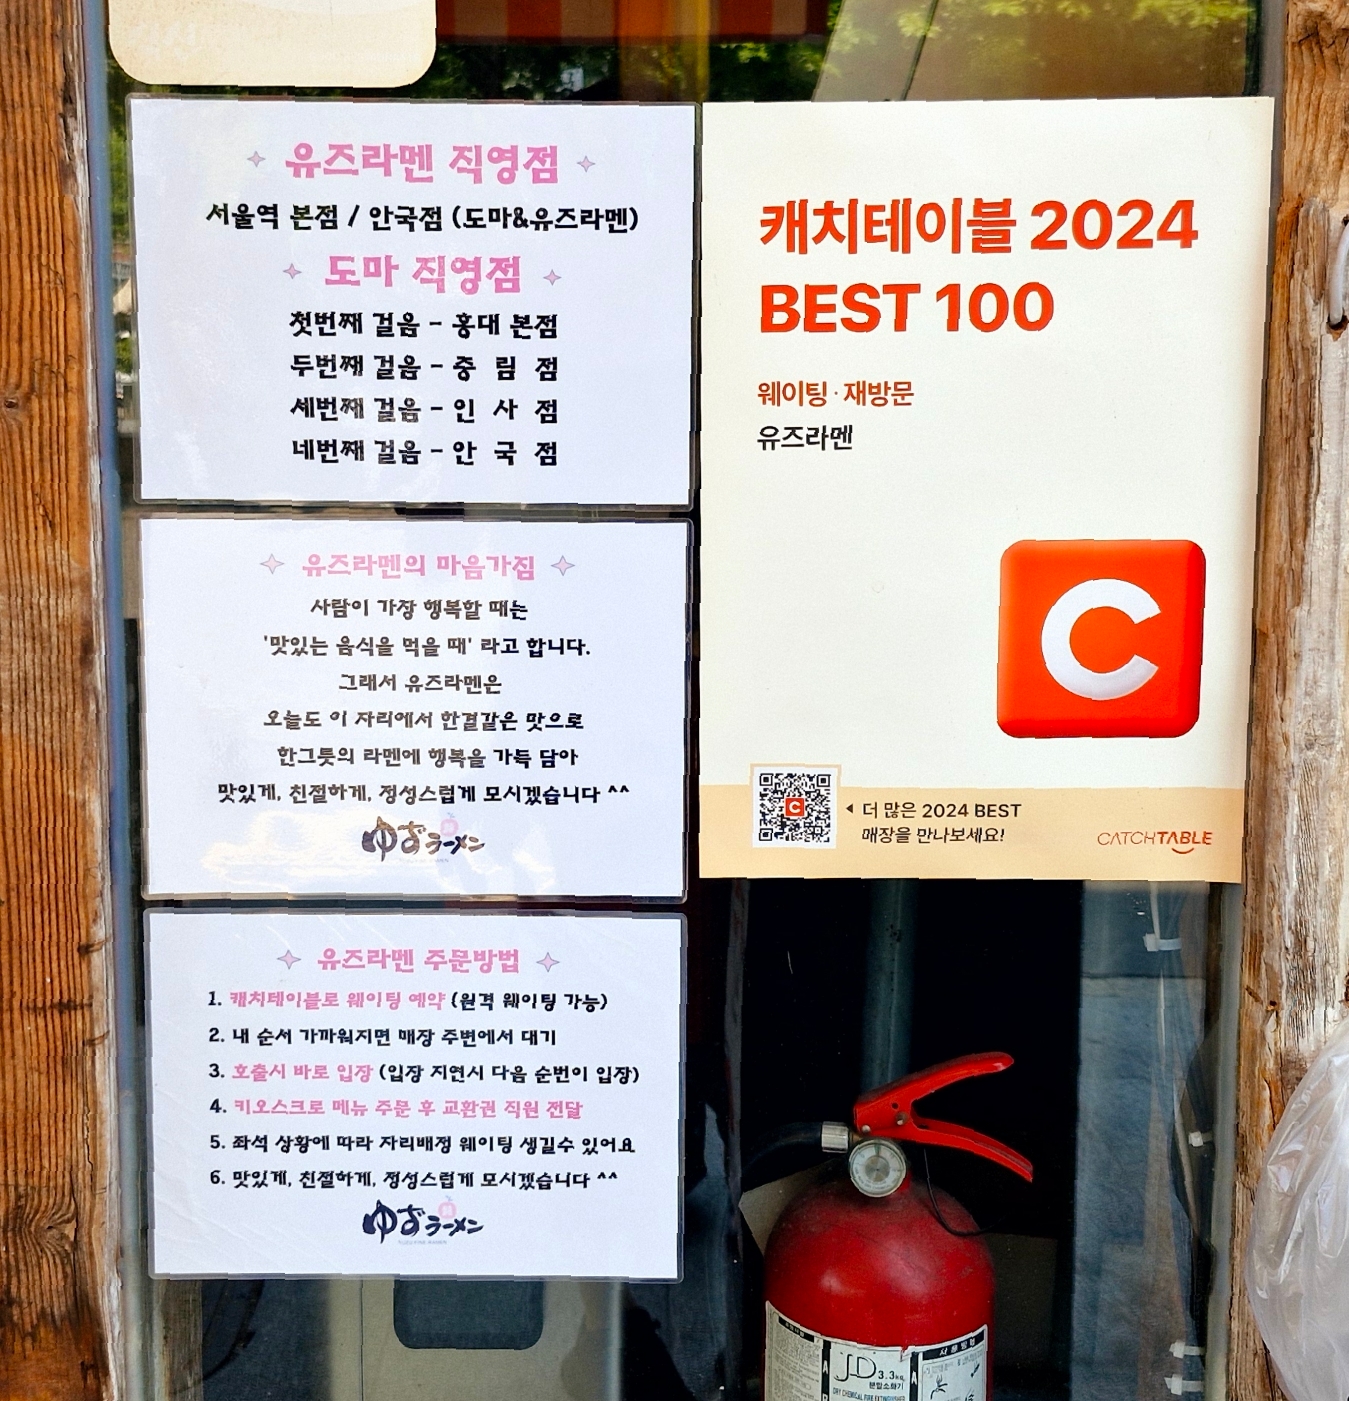 유즈라멘 직영점
서울역 본점 / 안국점 (도마&유즈라멘)
도마 직영점
첫번째 걸음 - 홍대 본점
두번째 걸음 - 중 림 점
세번째 걸음 - 인 사 점
네번째 걸음 - 안 국 점
유즈라멘의 마음가짐
사람이 가장 행복할 때는
'맛있는 음식을 먹을 때' 라고 합니다.
그래서 유즈라멘은
오늘도 이 자리에서 한결같은 맛으로
한그릇의 라멘에 행복을 가득 담아
맛있게, 친절하게, 정성스럽게 모시겠습니다 ^^
ゆずラーメン
유즈라멘 주문방법
1. 캐치테이블로 웨이팅 예약 (원격 웨이팅 가능)
2. 내 순서 가까워지면 매장 주변에서 대기
3. 호출시 바로 입장 (입장 지연시 다음 순번이 입장)
4. 키오스크로 메뉴 주문 후 교환권 직원 전달
5. 좌석 상황에 따라 자리배정 웨이팅 생길수 있어요
6. 맛있게, 친절하게, 정성스럽게 모시겠습니다 ^^
ゆずラーメン
캐치테이블 2024
BEST 100
웨이팅 · 재방문
유즈라멘
C
C
◀ 더 많은 2024 BEST
매장을 만나보세요!
CATCHTABLE
사용방법
JD 3.3kg
분말소화기
DRY CHEMICAL FIRE EXTINGUISHER